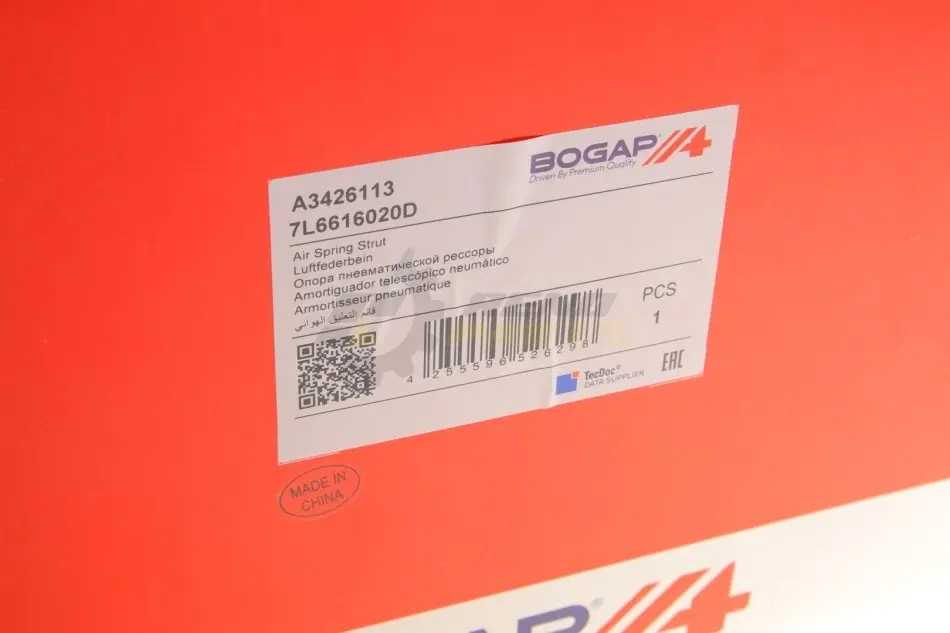 BOGAP®
Driven By Premium Quality
A3426113
7L6616020D
Air Spring Strut
Luftfederbein
Опора пневматической рессоры
Amortiguador telescópico neumático
Amortisseur pneumatique
قائم التعليق الهوائي
PCS
1
4 255596 526298
TecDoc®
DATA SUPPLIER
EAC
MADE IN
CHINA